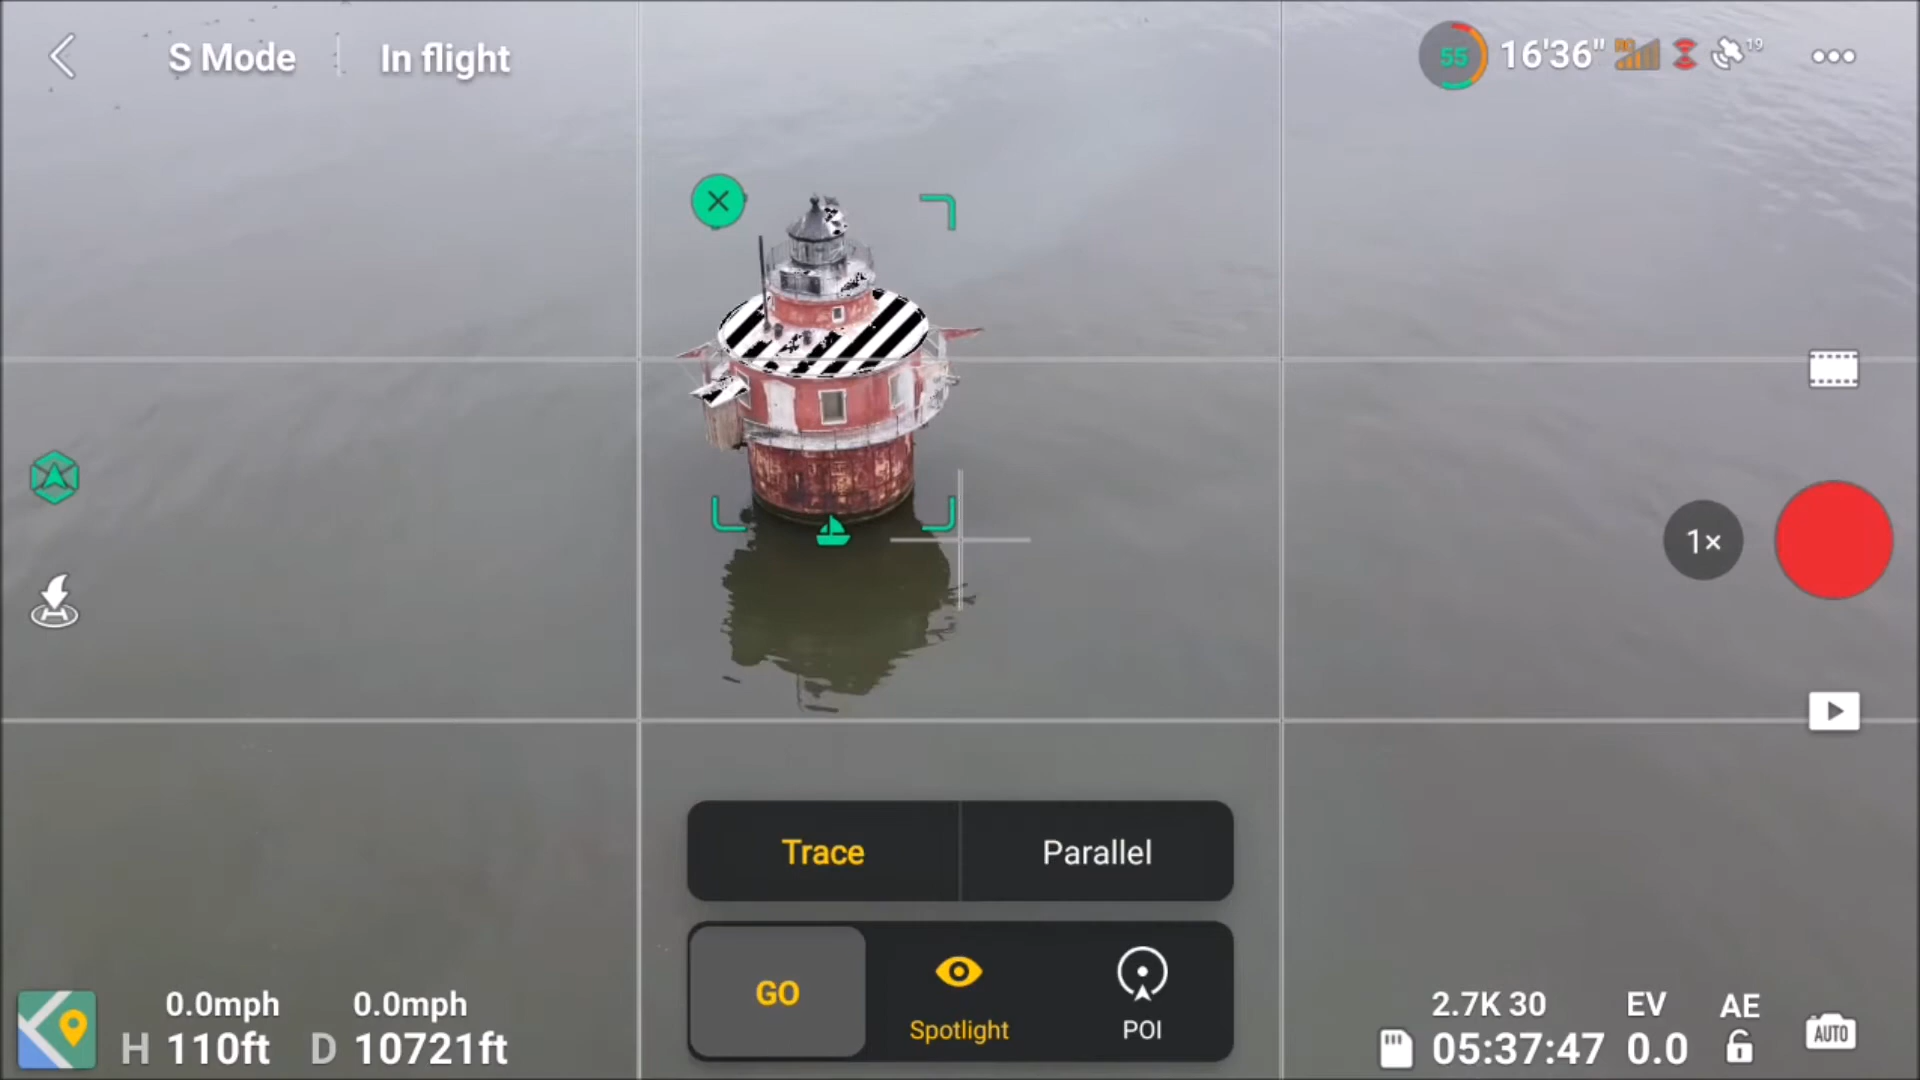 S Mode
In flight
55
16'36"
RC
19
1×
Trace
Parallel
GO
Spotlight
POI
0.0mph
0.0mph
H 110ft
D 10721ft
2.7K 30
EV
AE
05:37:47
0.0
AUTO